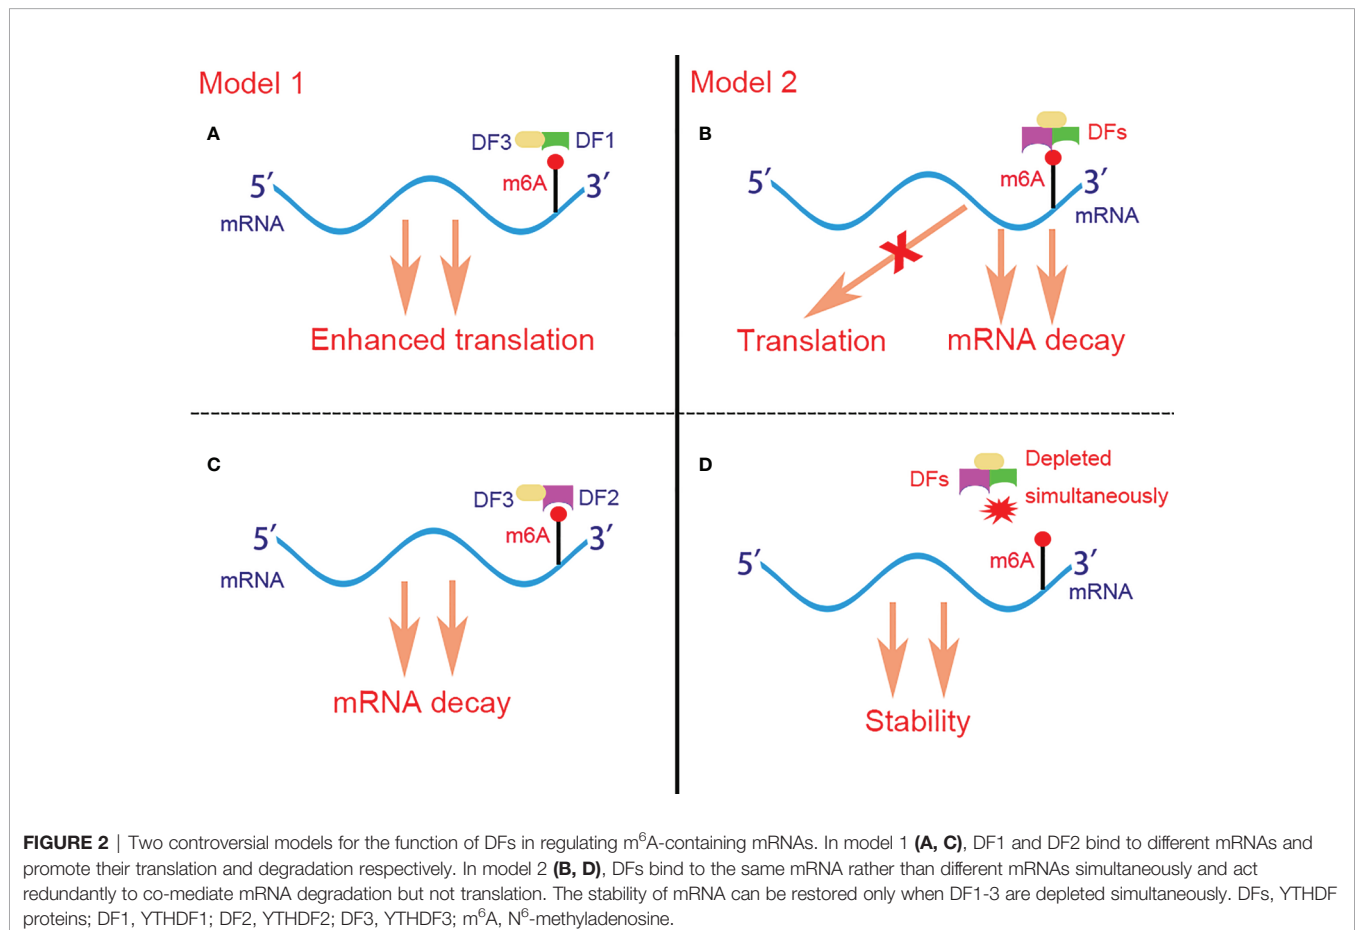 Model 1
A
DF3 DF1
m6A
5′ 3′
mRNA
Enhanced translation
Model 2
B
DFs
m6A
5′ 3′
mRNA
Translation mRNA decay
C
DF3 DF2
m6A
5′ 3′
mRNA
mRNA decay
D
DFs Depleted
simultaneously
m6A
5′ 3′
mRNA
Stability
FIGURE 2 | Two controversial models for the function of DFs in regulating m⁶A-containing mRNAs. In model 1 (A, C), DF1 and DF2 bind to different mRNAs and
promote their translation and degradation respectively. In model 2 (B, D), DFs bind to the same mRNA rather than different mRNAs simultaneously and act
redundantly to co-mediate mRNA degradation but not translation. The stability of mRNA can be restored only when DF1-3 are depleted simultaneously. DFs, YTHDF
proteins; DF1, YTHDF1; DF2, YTHDF2; DF3, YTHDF3; m⁶A, N⁶-methyladenosine.